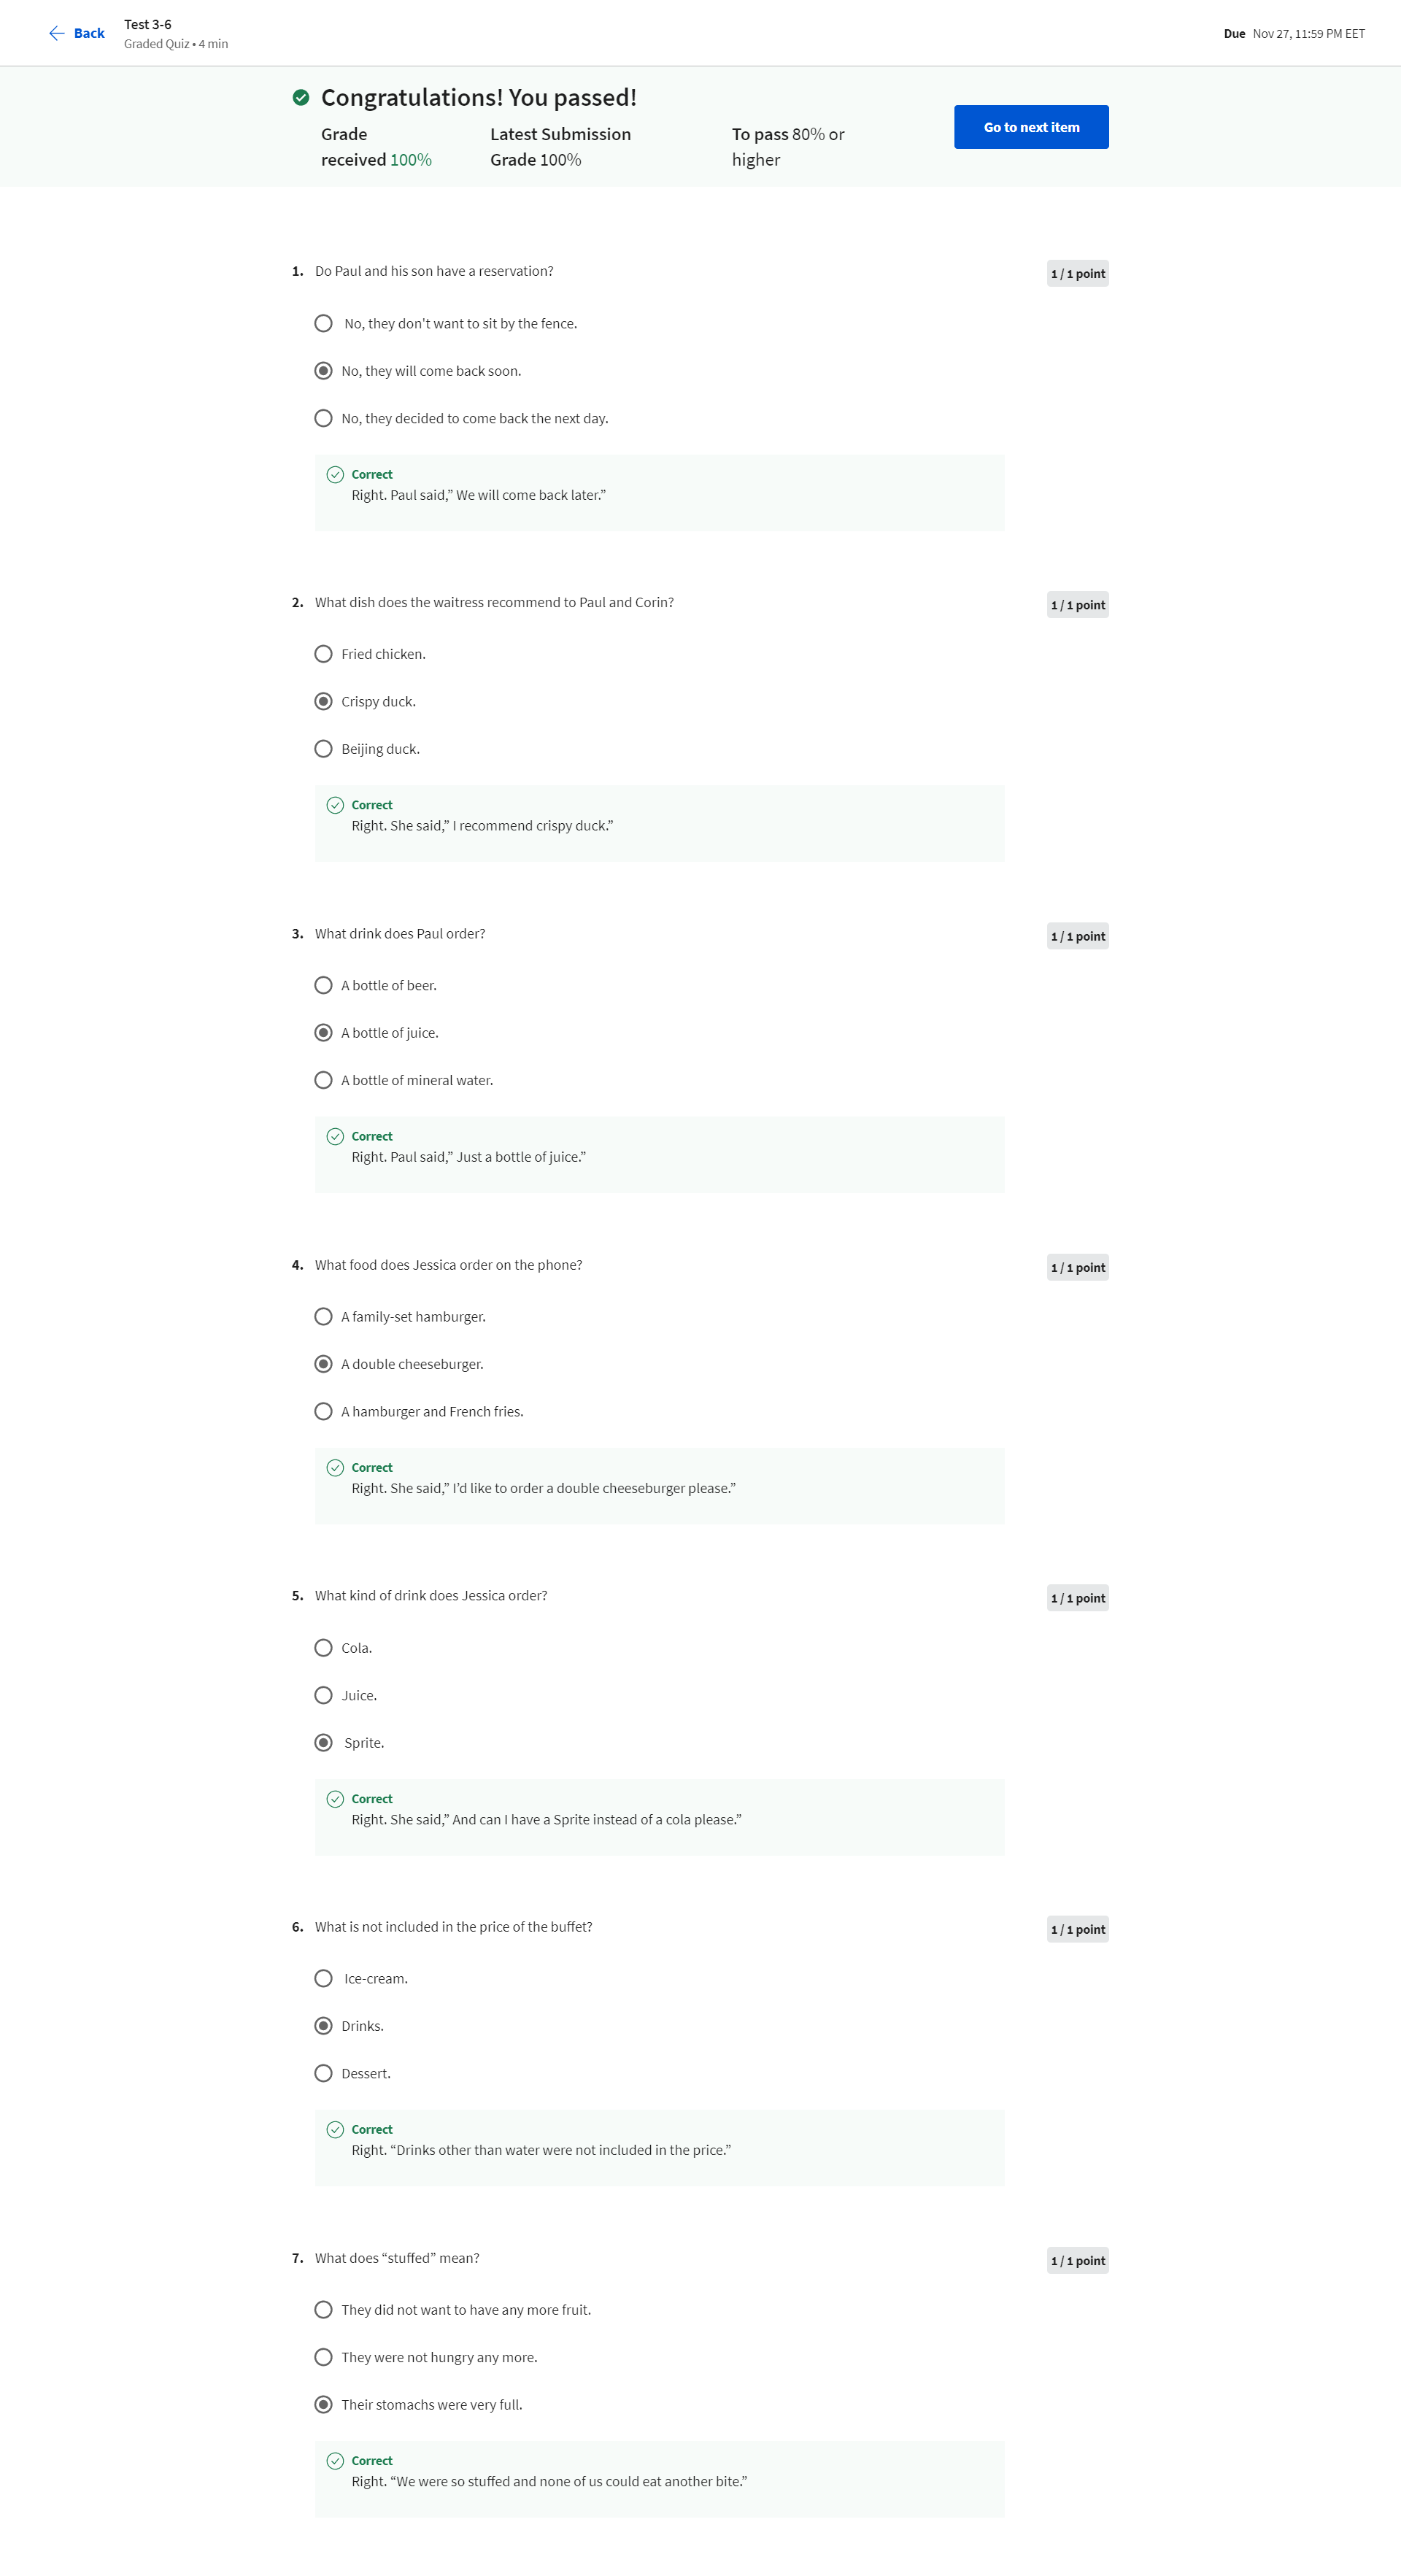 Back
Test 3-6
Graded Quiz • 4 min
Due Nov 27, 11:59 PM EET
Congratulations! You passed!
Grade received 100%
Latest Submission Grade 100%
To pass 80% or higher
Go to next item
1. Do Paul and his son have a reservation?
1 / 1 point
No, they don't want to sit by the fence.
No, they will come back soon.
No, they decided to come back the next day.
Correct
Right. Paul said,” We will come back later.”
2. What dish does the waitress recommend to Paul and Corin?
1 / 1 point
Fried chicken.
Crispy duck.
Beijing duck.
Correct
Right. She said,” I recommend crispy duck.”
3. What drink does Paul order?
1 / 1 point
A bottle of beer.
A bottle of juice.
A bottle of mineral water.
Correct
Right. Paul said,” Just a bottle of juice.”
4. What food does Jessica order on the phone?
1 / 1 point
A family-set hamburger.
A double cheeseburger.
A hamburger and French fries.
Correct
Right. She said,” I’d like to order a double cheeseburger please.”
5. What kind of drink does Jessica order?
1 / 1 point
Cola.
Juice.
Sprite.
Correct
Right. She said,” And can I have a Sprite instead of a cola please.”
6. What is not included in the price of the buffet?
1 / 1 point
Ice-cream.
Drinks.
Dessert.
Correct
Right. “Drinks other than water were not included in the price.”
7. What does “stuffed” mean?
1 / 1 point
They did not want to have any more fruit.
They were not hungry any more.
Their stomachs were very full.
Correct
Right. “We were so stuffed and none of us could eat another bite.”